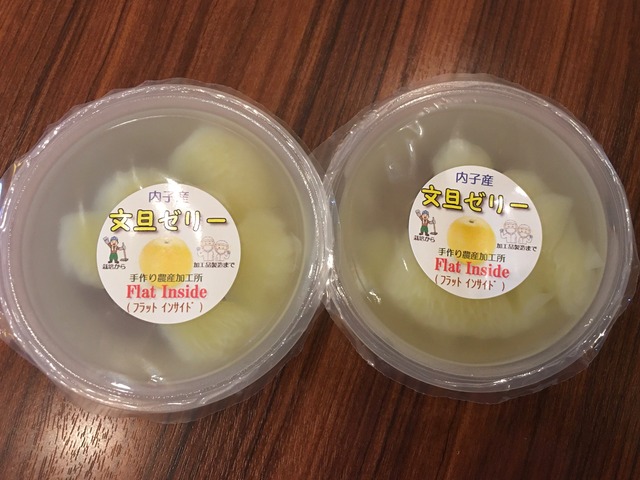 内子産
文旦ゼリー
栽培から
加工品製造まで
手作り農産加工所
Flat Inside
(フラット インサイド)
内子産
文旦ゼリー
栽培から
加工品製造まで
手作り農産加工所
Flat Inside
(フラット インサイド)